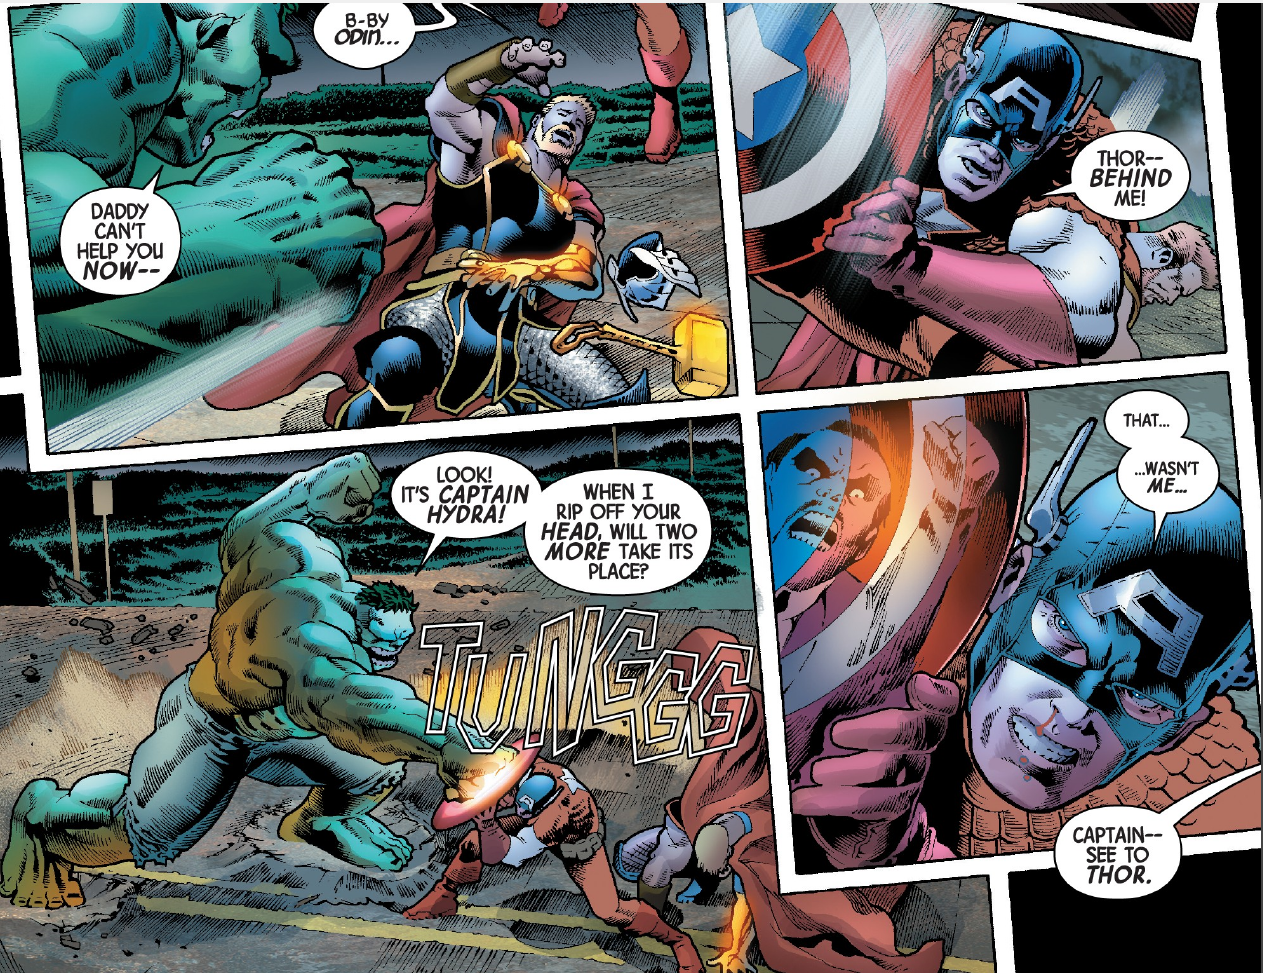 B-BY
ODIN...
DADDY
CAN'T
HELP YOU
NOW--
THOR--
BEHIND
ME!
LOOK!
IT'S CAPTAIN
HYDRA!
WHEN I
RIP OFF YOUR
HEAD, WILL TWO
MORE TAKE ITS
PLACE?
TUNGGGG
THAT...
...WASN'T
ME...
CAPTAIN--
SEE TO
THOR.